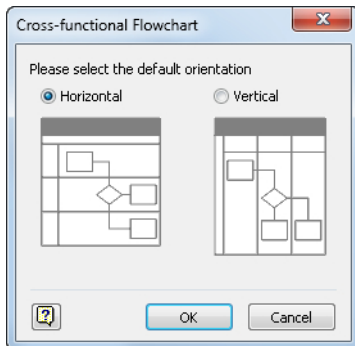 Cross-functional Flowchart
Please select the default orientation
Horizontal Vertical
?
OK Cancel